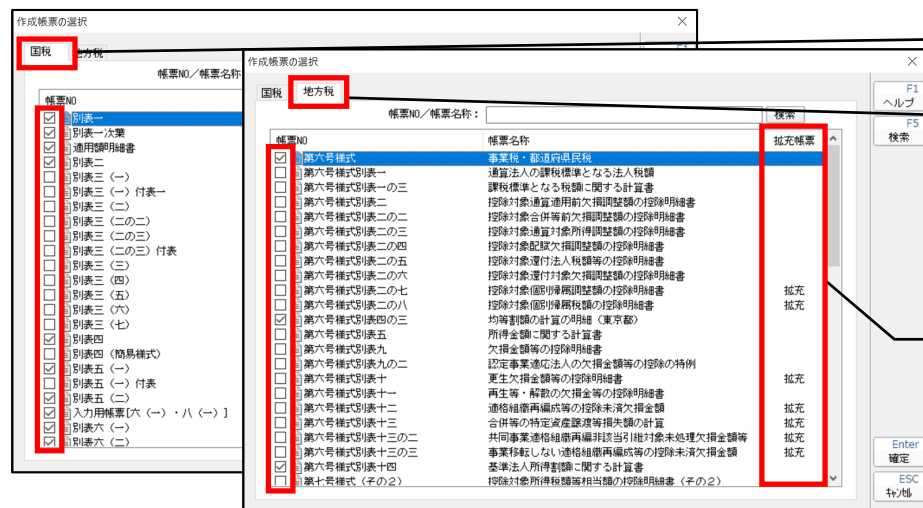 作成帳票の選択
国税
地方税
帳票NO/帳票名称
帳票NO
別表一
別表一次葉
適用額明細書
別表二
別表三（一）
別表三（一）付表一
別表三（二）
別表三（二の二）
別表三（二の三）
別表三（二の三）付表
別表三（三）
別表三（四）
別表三（五）
別表三（六）
別表三（七）
別表四
別表四（簡易様式）
別表五（一）
別表五（一）付表
別表五（二）
入力用帳票[六（一）・八（一）]
別表六（一）
別表六（二）
作成帳票の選択
国税
地方税
帳票NO/帳票名称：
検索
帳票NO 帳票名称 拡充帳票
第六号様式 事業税・都道府県民税
第六号様式別表一 通算法人の課税標準となる法人税額
第六号様式別表一の三 課税標準となる税額に関する計算書
第六号様式別表二 控除対象通算適用前欠損調整額の控除明細書
第六号様式別表二の二 控除対象合併等前欠損調整額の控除明細書
第六号様式別表二の三 控除対象通算対象所得調整額の控除明細書
第六号様式別表二の四 控除対象配賦欠損調整額の控除明細書
第六号様式別表二の五 控除対象還付法人税額等の控除明細書
第六号様式別表二の六 控除対象還付対象欠損調整額の控除明細書
第六号様式別表二の七 控除対象個別帰属調整額の控除明細書 拡充
第六号様式別表二の八 控除対象個別帰属税額の控除明細書 拡充
第六号様式別表四の三 均等割額の計算の明細（東京都）
第六号様式別表五 所得金額に関する計算書
第六号様式別表九 欠損金額等の控除明細書
第六号様式別表九の二 認定事業適応法人の欠損金額等の控除の特例
第六号様式別表十 更生欠損金額等の控除明細書 拡充
第六号様式別表十一 再生等・解散の欠損金等の控除明細書
第六号様式別表十二 適格組織再編成等の控除未済欠損金額 拡充
第六号様式別表十三 合併等の特定資産譲渡等損失額の計算 拡充
第六号様式別表十三の二 共同事業適格組織再編非該当引継対象未処理欠損金額等 拡充
第六号様式別表十三の三 事業移転しない適格組織再編成等の控除未済欠損金額 拡充
第六号様式別表十四 基準法人所得割額に関する計算書
第七号様式（その２） 控除対象所得税額等相当額の控除明細書（その２）
F1
ヘルプ
F5
検索
Enter
確定
ESC
ｷｬﾝｾﾙ